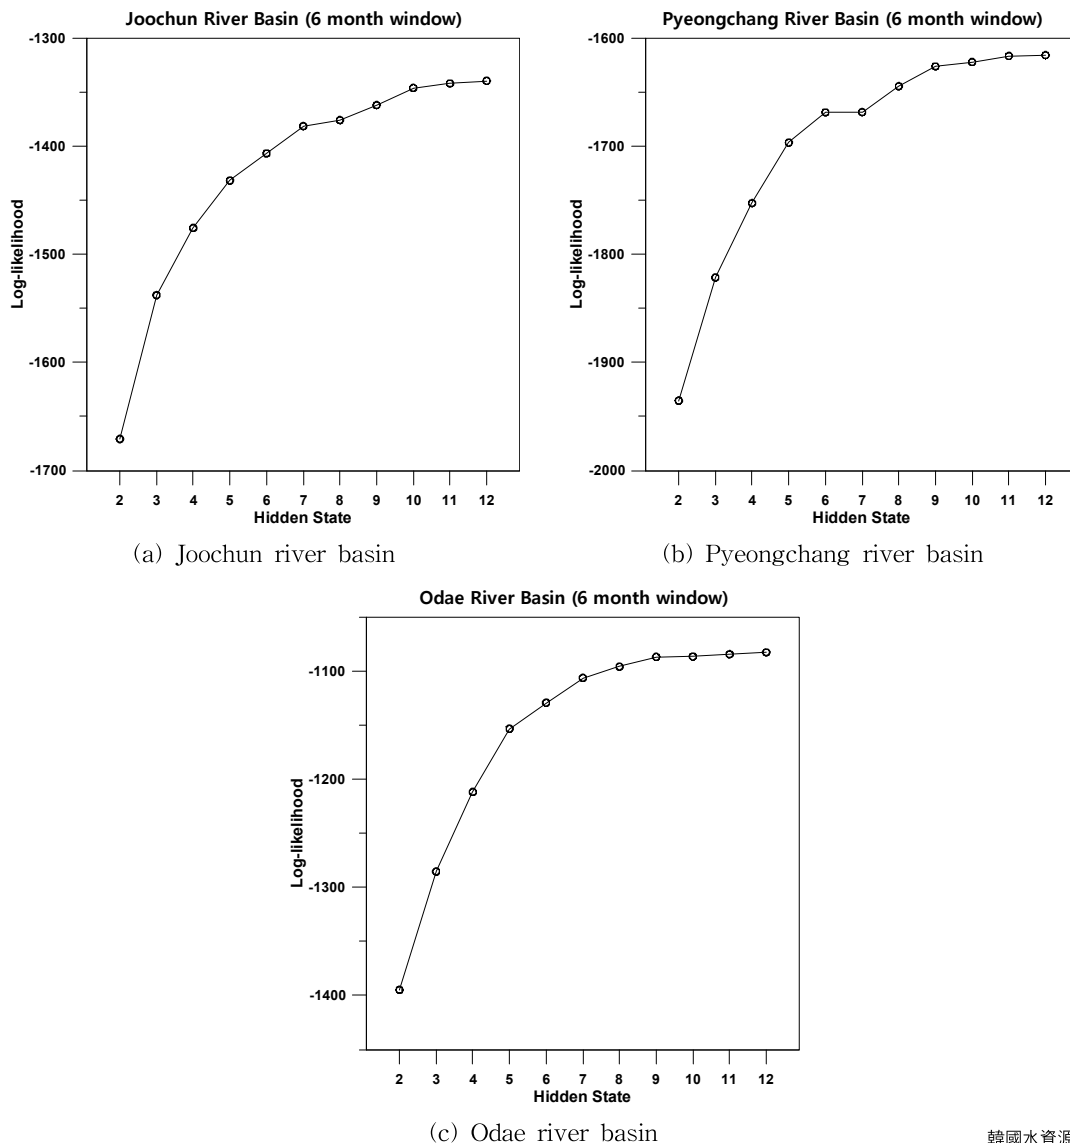 Joochun River Basin (6 month window)
-1300
-1400
-1500
-1600
-1700
Log-likelihood
2 3 4 5 6 7 8 9 10 11 12
Hidden State
(a) Joochun river basin
Pyeongchang River Basin (6 month window)
-1600
-1700
-1800
-1900
-2000
Log-likelihood
2 3 4 5 6 7 8 9 10 11 12
Hidden State
(b) Pyeongchang river basin
Odae River Basin (6 month window)
-1100
-1200
-1300
-1400
Log-likelihood
2 3 4 5 6 7 8 9 10 11 12
Hidden State
(c) Odae river basin
韓國水資源